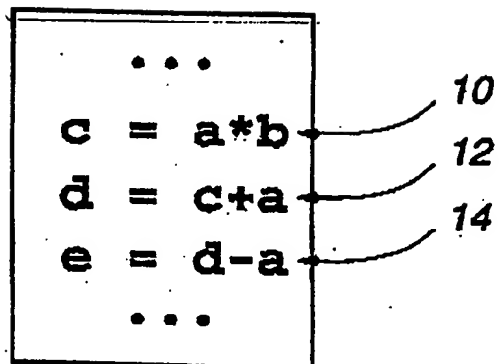 ...
c = a*b 10
d = c+a 12
e = d-a 14
...